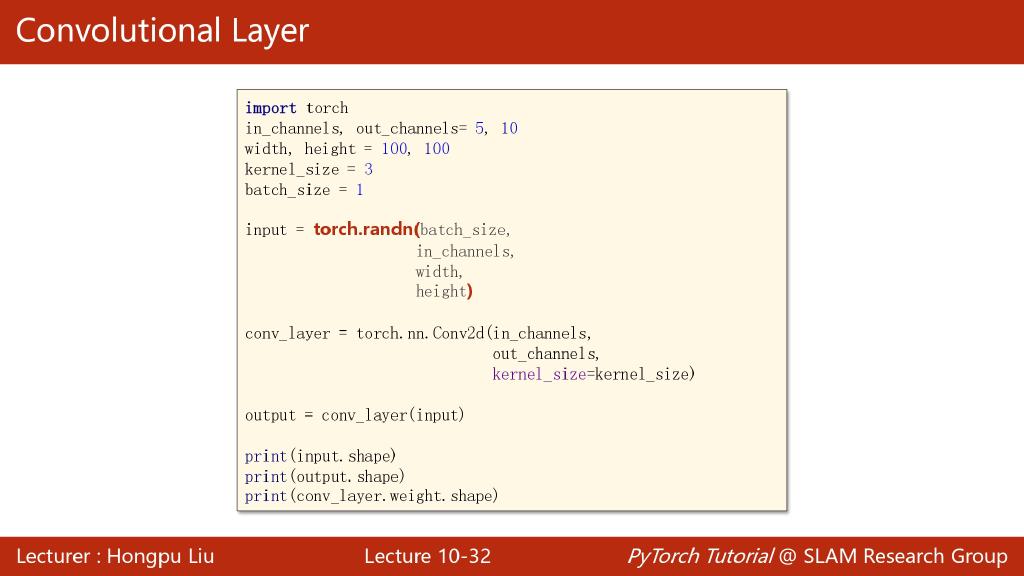 Convolutional Layer
import torch
in_channels, out_channels= 5, 10
width, height = 100, 100
kernel_size = 3
batch_size = 1
input = torch.randn(batch_size,
in_channels,
width,
height)
conv_layer = torch.nn.Conv2d(in_channels,
out_channels,
kernel_size=kernel_size)
output = conv_layer(input)
print(input.shape)
print(output.shape)
print(conv_layer.weight.shape)
Lecturer : Hongpu Liu
Lecture 10-32
PyTorch Tutorial @ SLAM Research Group